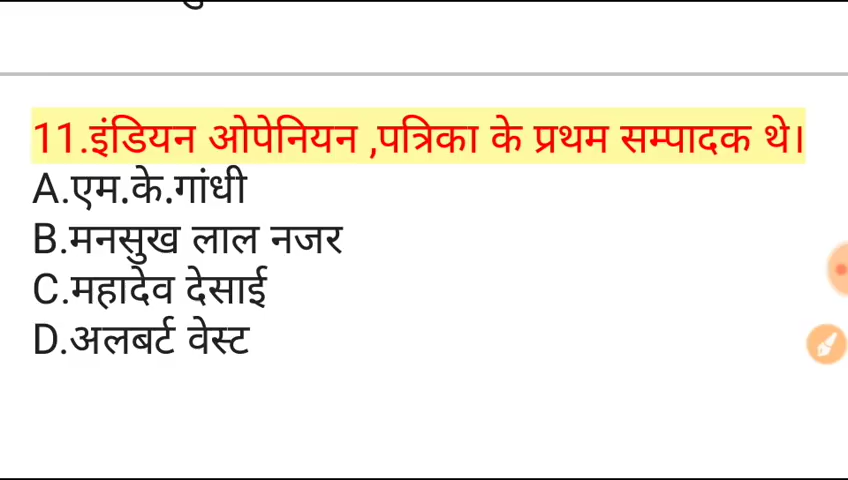 11.इंडियन ओपेनियन ,पत्रिका के प्रथम सम्पादक थे।
A.एम.के.गांधी
B.मनसुख लाल नजर
C.महादेव देसाई
D.अलबर्ट वेस्ट